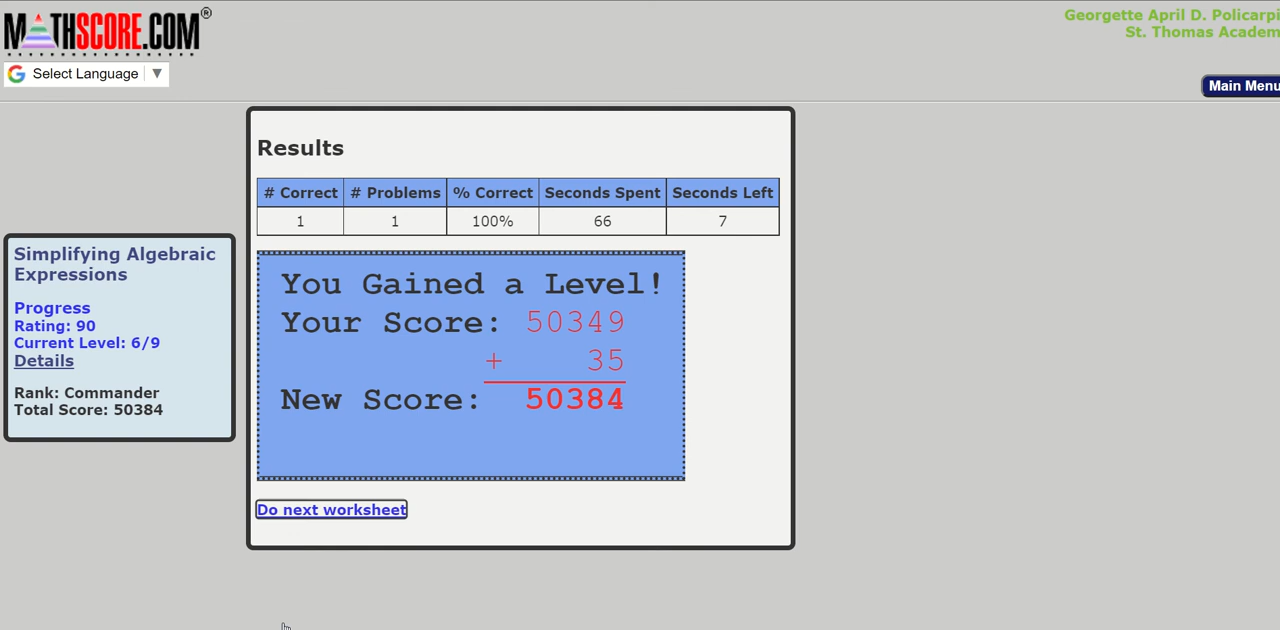 MATHSCORE.COM®
Georgette April D. Policarpi
St. Thomas Academ
Select Language ▼
Main Menu
Results
# Correct # Problems % Correct Seconds Spent Seconds Left
1 1 100% 66 7
Simplifying Algebraic
Expressions
Progress
Rating: 90
Current Level: 6/9
Details
Rank: Commander
Total Score: 50384
You Gained a Level!
Your Score: 50349
+ 35
New Score: 50384
Do next worksheet